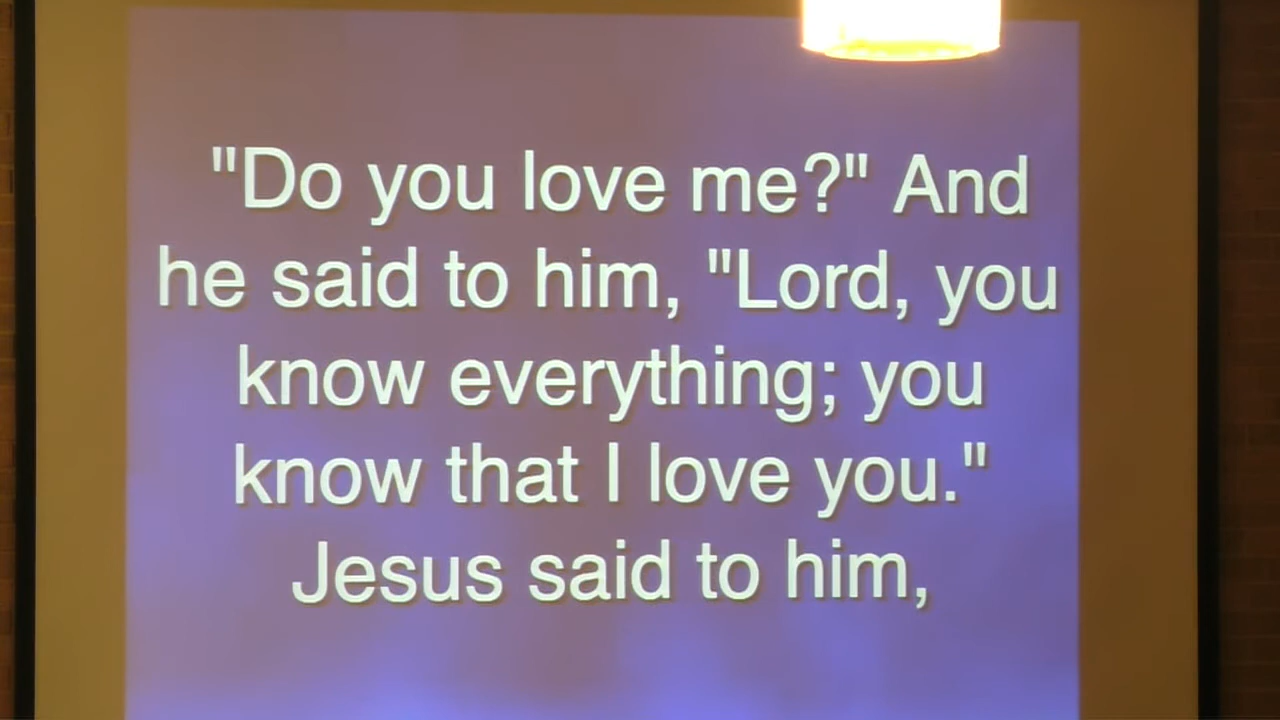 "Do you love me?" And
he said to him, "Lord, you
know everything; you
know that I love you."
Jesus said to him,